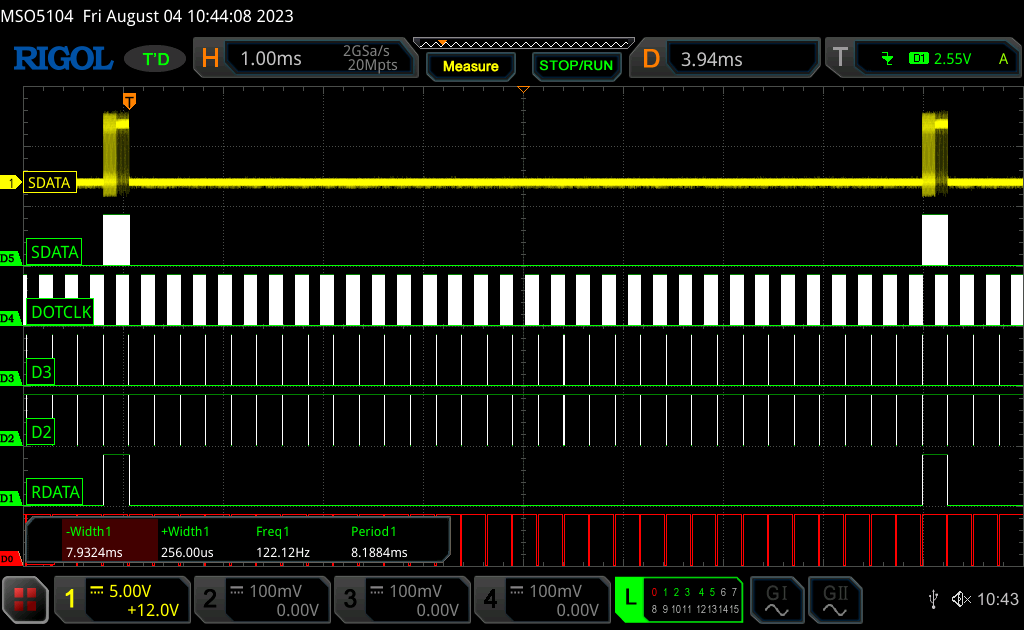 MSO5104 Fri August 04 10:44:08 2023
RIGOL T'D H 1.00ms 2GSa/s 20Mpts Measure STOP/RUN D 3.94ms T D1 2.55V A
T
1 SDATA
D5 SDATA
D4 DOTCLK
D3 D3
D2 D2
D1 RDATA
-Width1 +Width1 Freq1 Period1
D0 7.9324ms 256.00us 122.12Hz 8.1884ms
1 5.00V +12.0V 2 100mV 0.00V 3 100mV 0.00V 4 100mV 0.00V L 0 1 2 3 4 5 6 7 GI GII 10:43
8 9 10 11 12 13 14 15